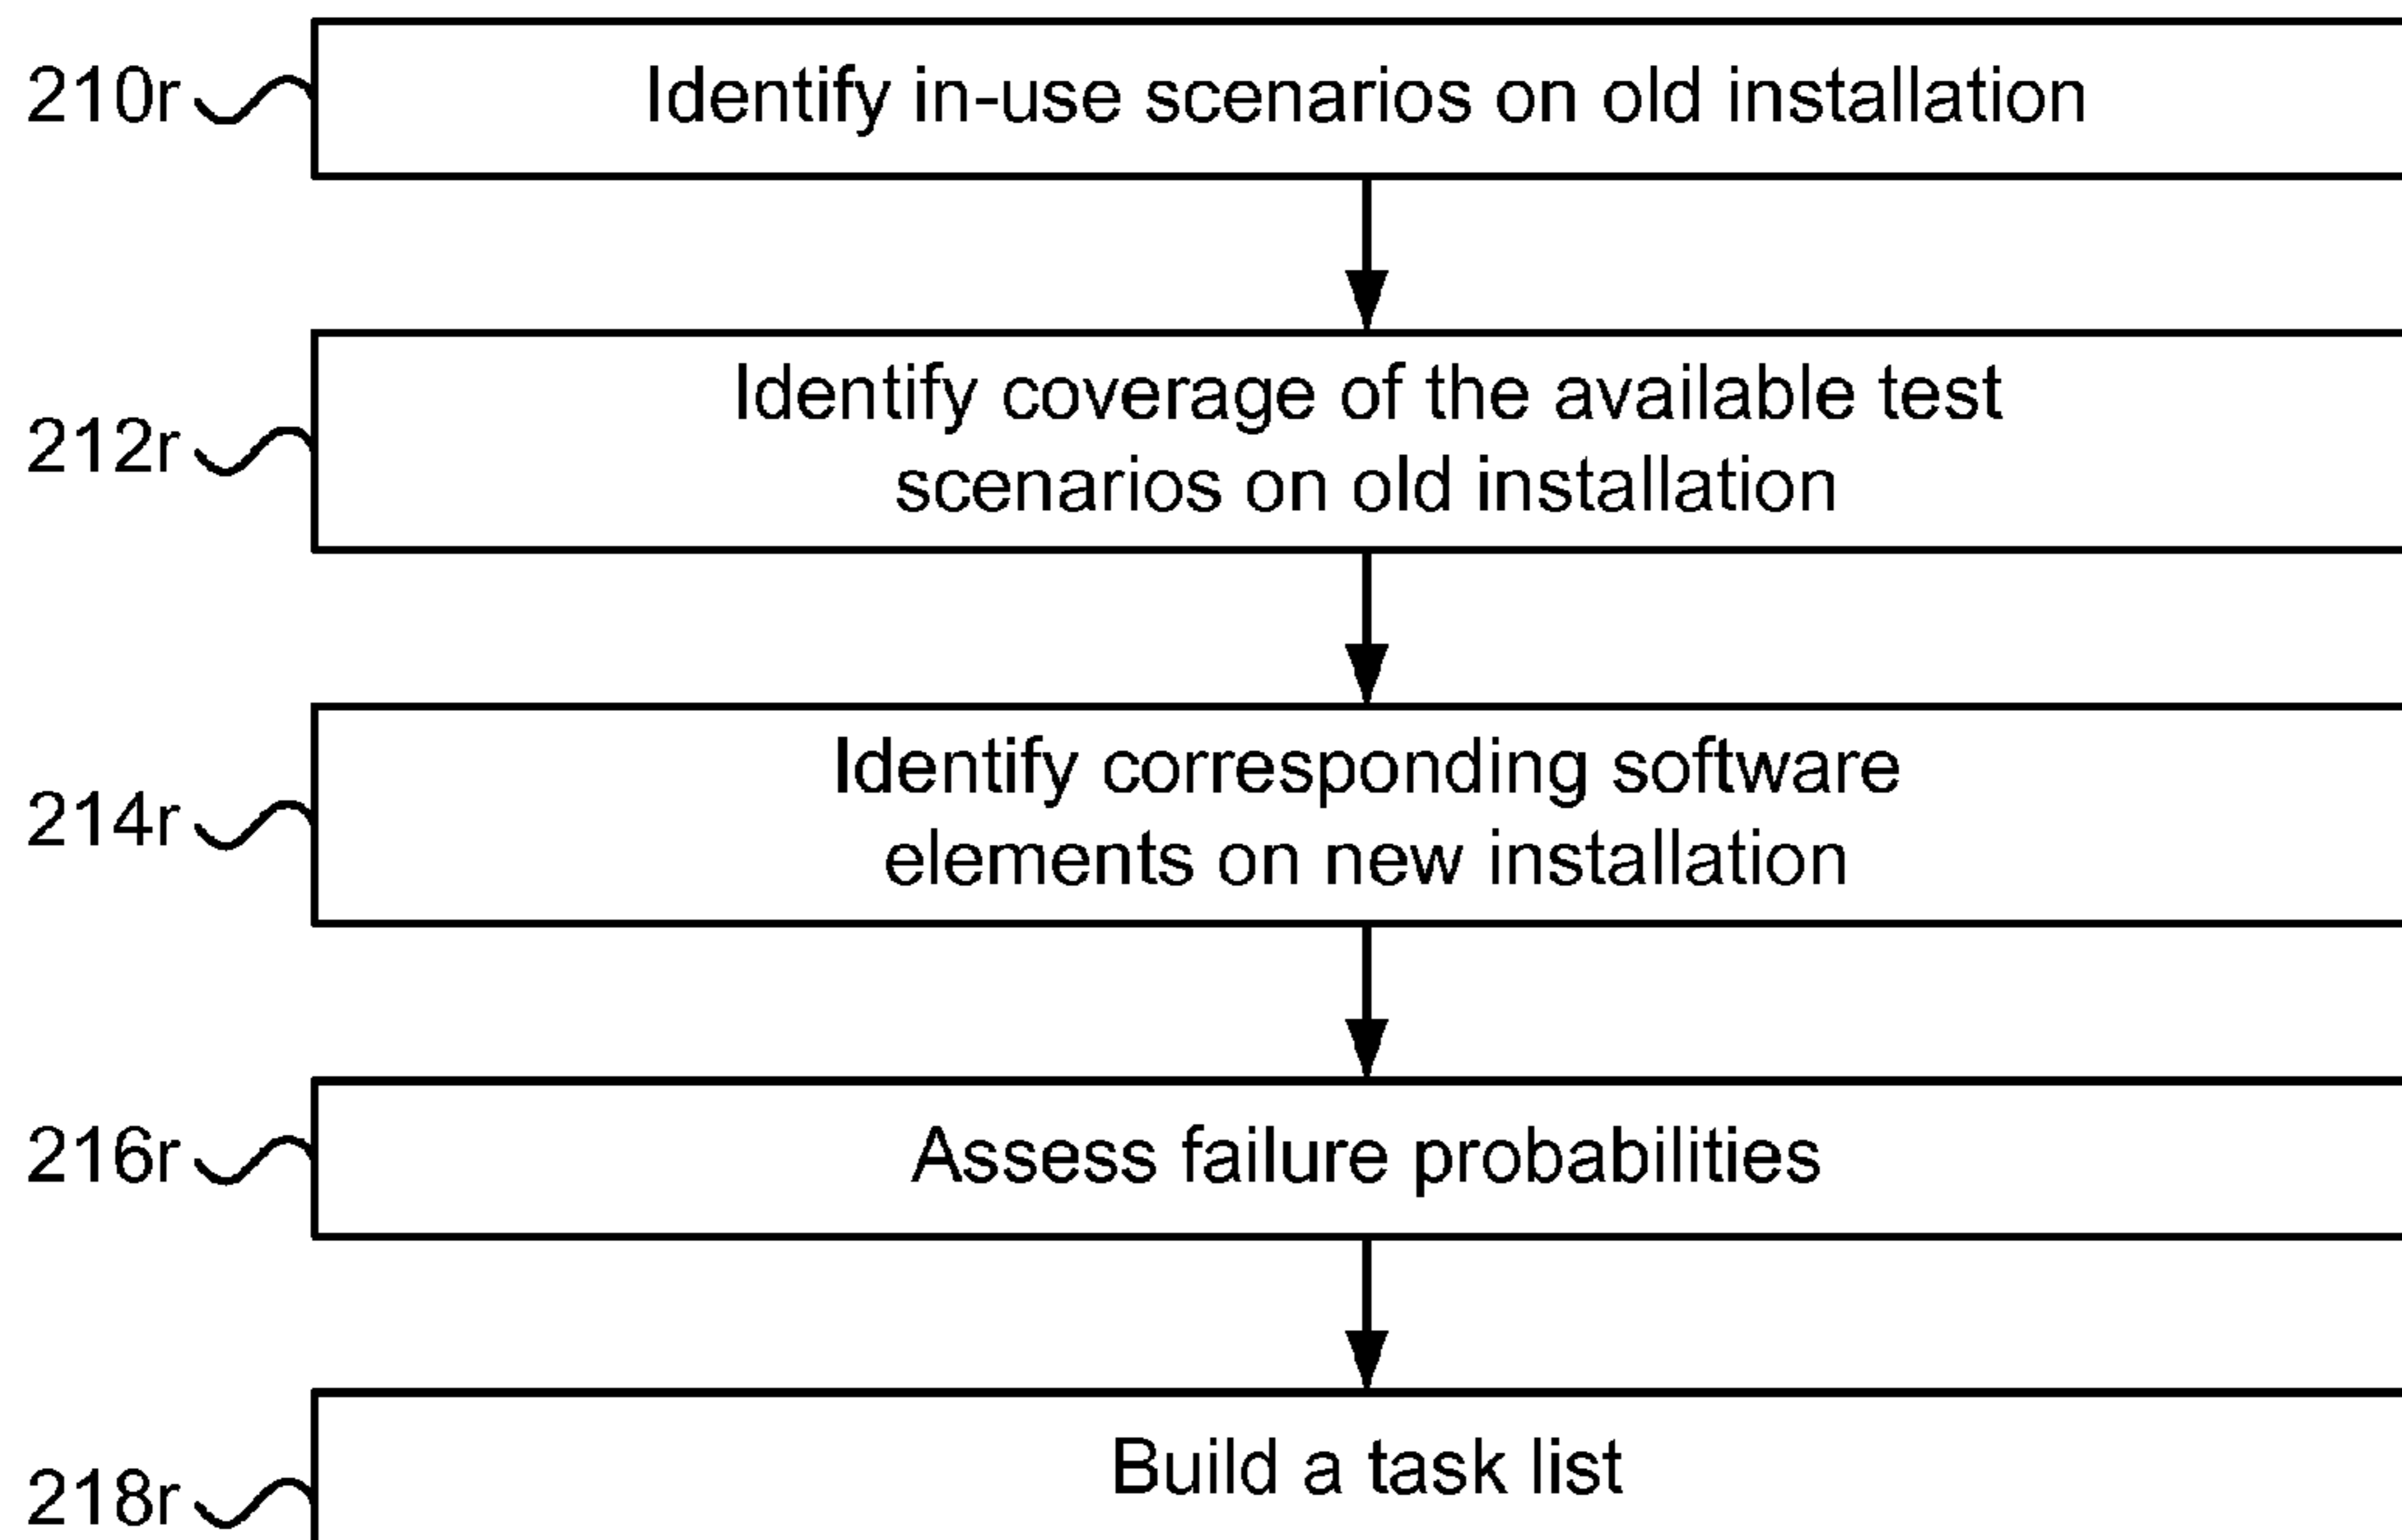 210r
Identify in-use scenarios on old installation
212r
Identify coverage of the available test
scenarios on old installation
214r
Identify corresponding software
elements on new installation
216r
Assess failure probabilities
218r
Build a task list